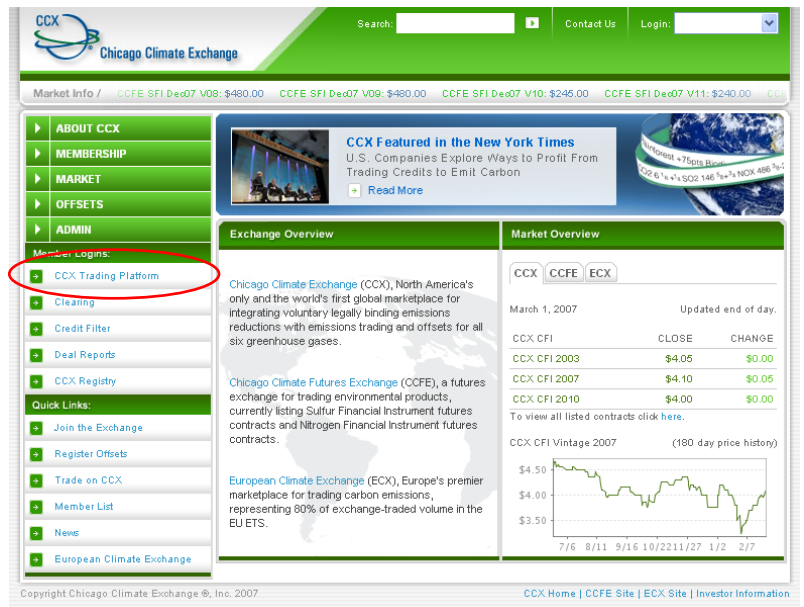 CCX
Chicago Climate Exchange
Search:
Contact Us
Login:
Market Info / CCFE SFI Dec07 V08: $480.00 CCFE SFI Dec07 V09: $480.00 CCFE SFI Dec07 V10: $245.00 CCFE SFI Dec07 V11: $240.00
ABOUT CCX
MEMBERSHIP
MARKET
OFFSETS
ADMIN
Member Logins:
CCX Trading Platform
Clearing
Credit Filter
Deal Reports
CCX Registry
Quick Links:
Join the Exchange
Register Offsets
Trade on CCX
Member List
News
European Climate Exchange
CCX Featured in the New York Times
U.S. Companies Explore Ways to Profit From
Trading Credits to Emit Carbon
Read More
Exchange Overview
Chicago Climate Exchange (CCX), North America's
only and the world's first global marketplace for
integrating voluntary legally binding emissions
reductions with emissions trading and offsets for all
six greenhouse gases.
Chicago Climate Futures Exchange (CCFE), a futures
exchange for trading environmental products,
currently listing Sulfur Financial Instrument futures
contracts and Nitrogen Financial Instrument futures
contracts.
European Climate Exchange (ECX), Europe's premier
marketplace for trading carbon emissions,
representing 80% of exchange-traded volume in the
EU ETS.
Market Overview
CCX CCFE ECX
March 1, 2007 Updated end of day.
CCX CFI CLOSE CHANGE
CCX CFI 2003 $4.05 $0.00
CCX CFI 2007 $4.10 $0.05
CCX CFI 2010 $4.00 $0.00
To view all listed contracts click here.
CCX CFI Vintage 2007 (180 day price history)
$4.50
$4.00
$3.50
7/6 8/11 9/16 10/22 11/27 1/2 2/7
Copyright Chicago Climate Exchange ®, Inc. 2007
CCX Home | CCFE Site | ECX Site | Investor Information